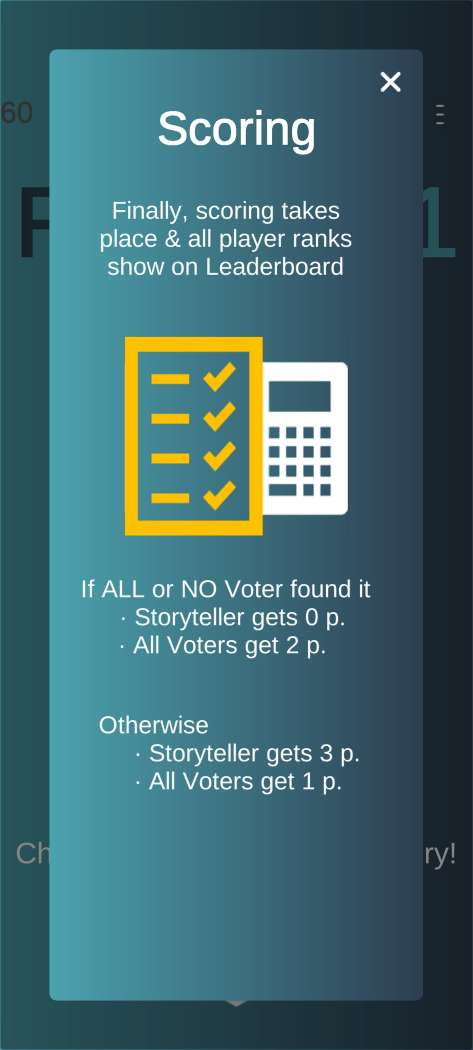 Scoring
60
Finally, scoring takes
place & all player ranks
show on Leaderboard
If ALL or NO Voter found it
· Storyteller gets 0 p.
· All Voters get 2 p.
Otherwise
· Storyteller gets 3 p.
· All Voters get 1 p.